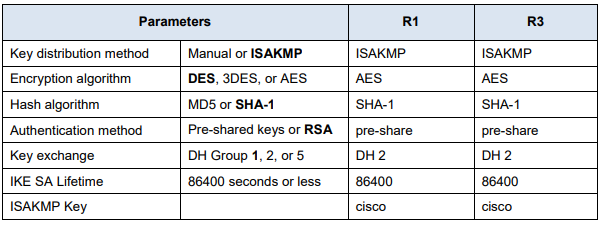 Parameters R1 R3
Key distribution method Manual or ISAKMP ISAKMP ISAKMP
Encryption algorithm DES, 3DES, or AES AES AES
Hash algorithm MD5 or SHA-1 SHA-1 SHA-1
Authentication method Pre-shared keys or RSA pre-share pre-share
Key exchange DH Group 1, 2, or 5 DH 2 DH 2
IKE SA Lifetime 86400 seconds or less 86400 86400
ISAKMP Key cisco cisco